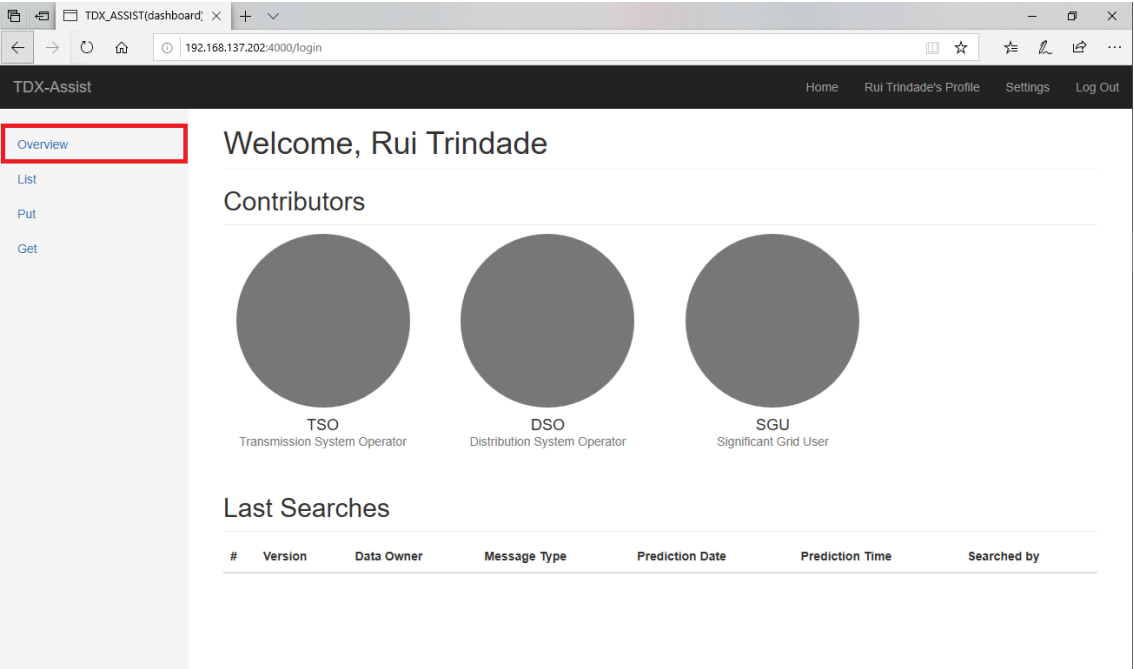 TDX_ASSIST(dashboard)
192.168.137.202:4000/login
TDX-Assist
Home Rui Trindade's Profile Settings Log Out
Overview
List
Put
Get
Welcome, Rui Trindade
Contributors
TSO
Transmission System Operator
DSO
Distribution System Operator
SGU
Significant Grid User
Last Searches
# Version Data Owner Message Type Prediction Date Prediction Time Searched by